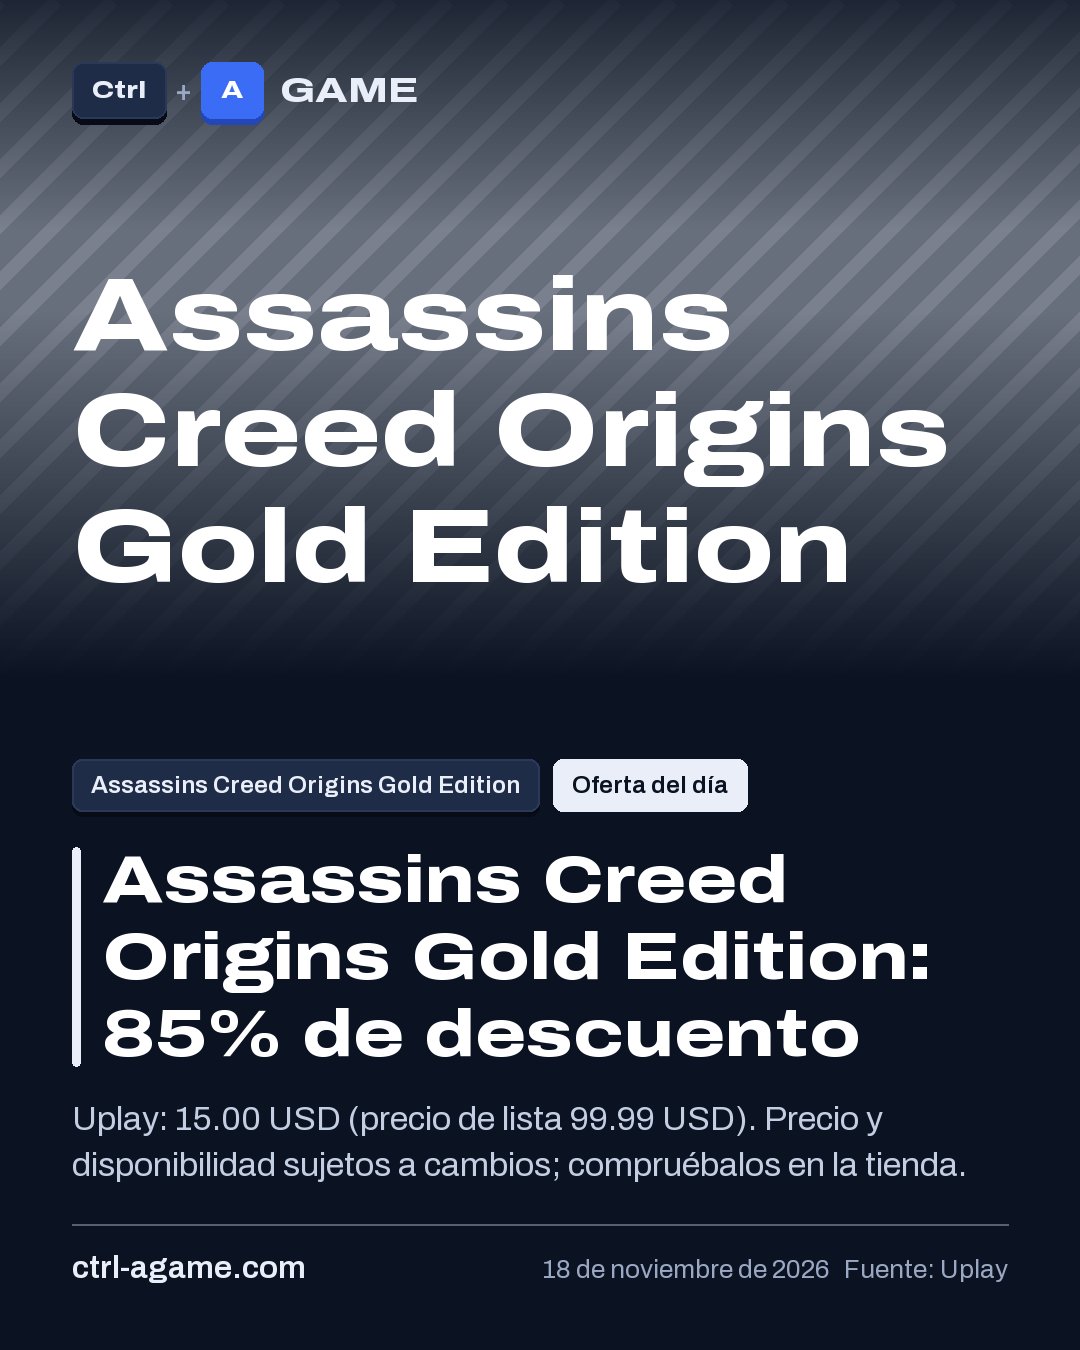 Ctrl + A GAME
Assassins
Creed Origins
Gold Edition
Assassins Creed Origins Gold Edition
Oferta del día
Assassins Creed
Origins Gold Edition:
85% de descuento
Uplay: 15.00 USD (precio de lista 99.99 USD). Precio y
disponibilidad sujetos a cambios; compruébalos en la tienda.
ctrl-agame.com
18 de noviembre de 2026 Fuente: Uplay